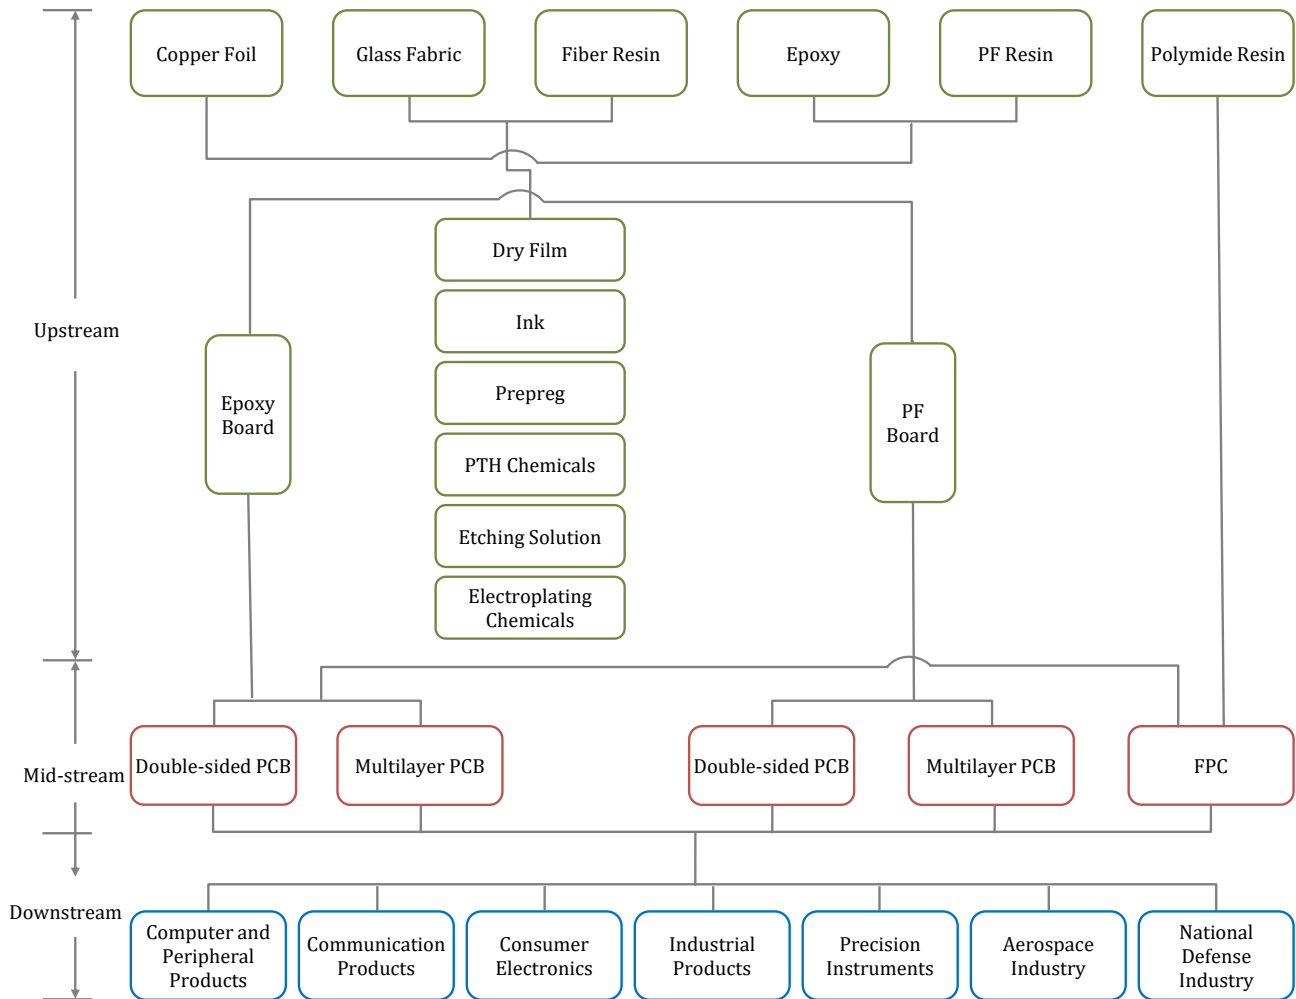 Copper Foil
Glass Fabric
Fiber Resin
Epoxy
PF Resin
Polymide Resin
Dry Film
Ink
Upstream
Prepreg
Epoxy
Board
PF
Board
PTH Chemicals
Etching Solution
Electroplating
Chemicals
Mid-stream
Double-sided PCB
Multilayer PCB
Double-sided PCB
Multilayer PCB
FPC
Downstream
Computer and
Peripheral
Products
Communication
Products
Consumer
Electronics
Industrial
Products
Precision
Instruments
Aerospace
Industry
National
Defense
Industry